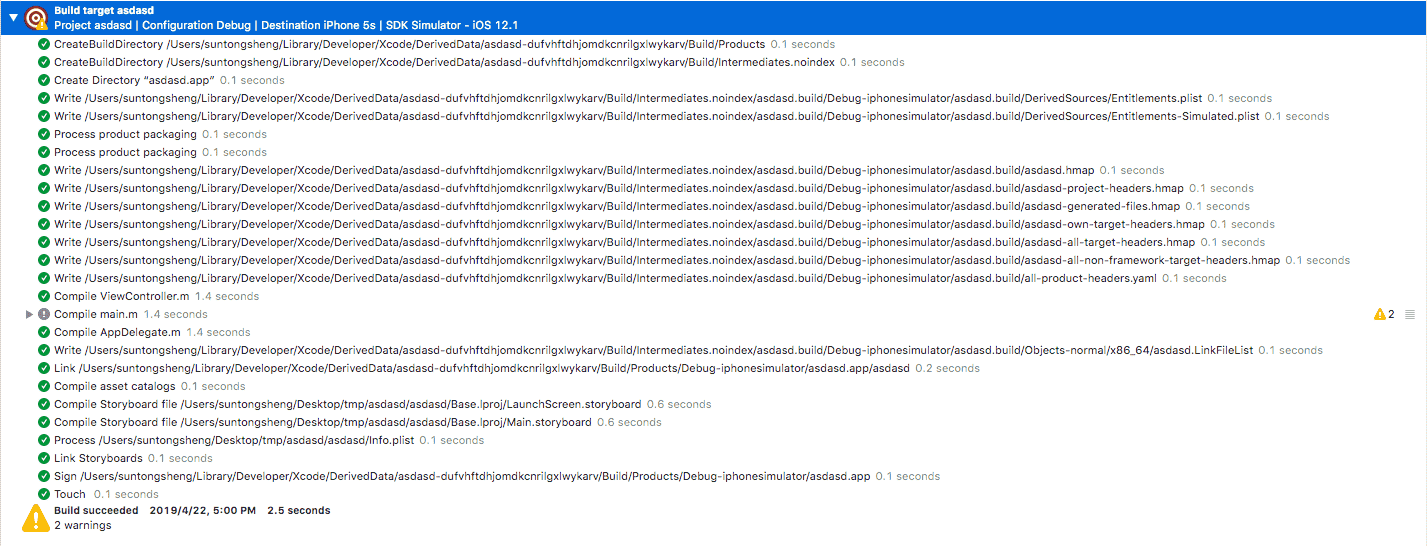 Build target asdasd
Project asdasd | Configuration Debug | Destination iPhone 5s | SDK Simulator - iOS 12.1
CreateBuildDirectory /Users/suntongsheng/Library/Developer/Xcode/DerivedData/asdasd-dufvhftdhjomdkcnrilgxlwykarv/Build/Products 0.1 seconds
CreateBuildDirectory /Users/suntongsheng/Library/Developer/Xcode/DerivedData/asdasd-dufvhftdhjomdkcnrilgxlwykarv/Build/Intermediates.noindex 0.1 seconds
Create Directory “asdasd.app” 0.1 seconds
Write /Users/suntongsheng/Library/Developer/Xcode/DerivedData/asdasd-dufvhftdhjomdkcnrilgxlwykarv/Build/Intermediates.noindex/asdasd.build/Debug-iphonesimulator/asdasd.build/DerivedSources/Entitlements.plist 0.1 seconds
Write /Users/suntongsheng/Library/Developer/Xcode/DerivedData/asdasd-dufvhftdhjomdkcnrilgxlwykarv/Build/Intermediates.noindex/asdasd.build/Debug-iphonesimulator/asdasd.build/DerivedSources/Entitlements-Simulated.plist 0.1 seconds
Process product packaging 0.1 seconds
Process product packaging 0.1 seconds
Write /Users/suntongsheng/Library/Developer/Xcode/DerivedData/asdasd-dufvhftdhjomdkcnrilgxlwykarv/Build/Intermediates.noindex/asdasd.build/Debug-iphonesimulator/asdasd.build/asdasd.hmap 0.1 seconds
Write /Users/suntongsheng/Library/Developer/Xcode/DerivedData/asdasd-dufvhftdhjomdkcnrilgxlwykarv/Build/Intermediates.noindex/asdasd.build/Debug-iphonesimulator/asdasd.build/asdasd-project-headers.hmap 0.1 seconds
Write /Users/suntongsheng/Library/Developer/Xcode/DerivedData/asdasd-dufvhftdhjomdkcnrilgxlwykarv/Build/Intermediates.noindex/asdasd.build/Debug-iphonesimulator/asdasd.build/asdasd-generated-files.hmap 0.1 seconds
Write /Users/suntongsheng/Library/Developer/Xcode/DerivedData/asdasd-dufvhftdhjomdkcnrilgxlwykarv/Build/Intermediates.noindex/asdasd.build/Debug-iphonesimulator/asdasd.build/asdasd-own-target-headers.hmap 0.1 seconds
Write /Users/suntongsheng/Library/Developer/Xcode/DerivedData/asdasd-dufvhftdhjomdkcnrilgxlwykarv/Build/Intermediates.noindex/asdasd.build/Debug-iphonesimulator/asdasd.build/asdasd-all-target-headers.hmap 0.1 seconds
Write /Users/suntongsheng/Library/Developer/Xcode/DerivedData/asdasd-dufvhftdhjomdkcnrilgxlwykarv/Build/Intermediates.noindex/asdasd.build/Debug-iphonesimulator/asdasd.build/asdasd-all-non-framework-target-headers.hmap 0.1 seconds
Write /Users/suntongsheng/Library/Developer/Xcode/DerivedData/asdasd-dufvhftdhjomdkcnrilgxlwykarv/Build/Intermediates.noindex/asdasd.build/Debug-iphonesimulator/asdasd.build/all-product-headers.yaml 0.1 seconds
Compile ViewController.m 1.4 seconds
Compile main.m 1.4 seconds 2
Compile AppDelegate.m 1.4 seconds
Write /Users/suntongsheng/Library/Developer/Xcode/DerivedData/asdasd-dufvhftdhjomdkcnrilgxlwykarv/Build/Intermediates.noindex/asdasd.build/Debug-iphonesimulator/asdasd.build/Objects-normal/x86_64/asdasd.LinkFileList 0.1 seconds
Link /Users/suntongsheng/Library/Developer/Xcode/DerivedData/asdasd-dufvhftdhjomdkcnrilgxlwykarv/Build/Products/Debug-iphonesimulator/asdasd.app/asdasd 0.2 seconds
Compile asset catalogs 0.1 seconds
Compile Storyboard file /Users/suntongsheng/Desktop/tmp/asdasd/asdasd/Base.lproj/LaunchScreen.storyboard 0.6 seconds
Compile Storyboard file /Users/suntongsheng/Desktop/tmp/asdasd/asdasd/Base.lproj/Main.storyboard 0.6 seconds
Process /Users/suntongsheng/Desktop/tmp/asdasd/asdasd/Info.plist 0.1 seconds
Link Storyboards 0.1 seconds
Sign /Users/suntongsheng/Library/Developer/Xcode/DerivedData/asdasd-dufvhftdhjomdkcnrilgxlwykarv/Build/Products/Debug-iphonesimulator/asdasd.app 0.1 seconds
Touch 0.1 seconds
Build succeeded 2019/4/22, 5:00 PM 2.5 seconds
2 warnings